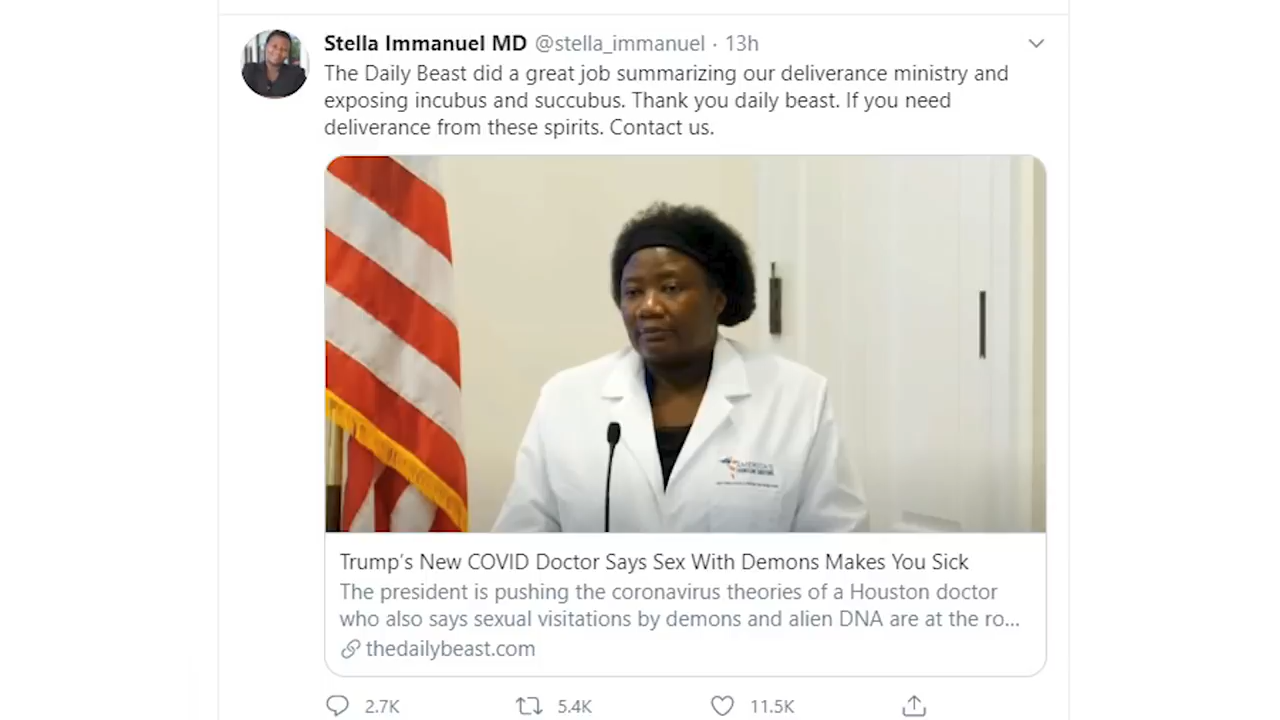 Stella Immanuel MD @stella_immanuel · 13h
The Daily Beast did a great job summarizing our deliverance ministry and
exposing incubus and succubus. Thank you daily beast. If you need
deliverance from these spirits. Contact us.
Trump's New COVID Doctor Says Sex With Demons Makes You Sick
The president is pushing the coronavirus theories of a Houston doctor
who also says sexual visitations by demons and alien DNA are at the ro...
thedailybeast.com
2.7K 5.4K 11.5K